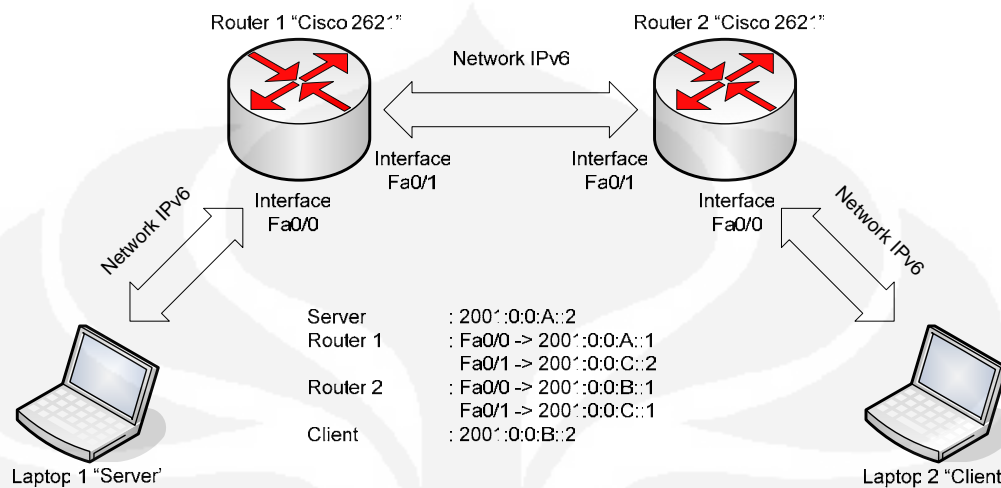 Router 1 “Cisco 2621”
Router 2 “Cisco 2621”
Network IPv6
Interface
Fa0/1
Interface
Fa0/1
Interface
Fa0/0
Interface
Fa0/0
Network IPv6
Network IPv6
Server : 2001:0:0:A::2
Router 1 : Fa0/0 -> 2001:0:0:A::1
Fa0/1 -> 2001:0:0:C::2
Router 2 : Fa0/0 -> 2001:0:0:B::1
Fa0/1 -> 2001:0:0:C::1
Client : 2001:0:0:B::2
Laptop 1 “Server’
Laptop 2 “Client